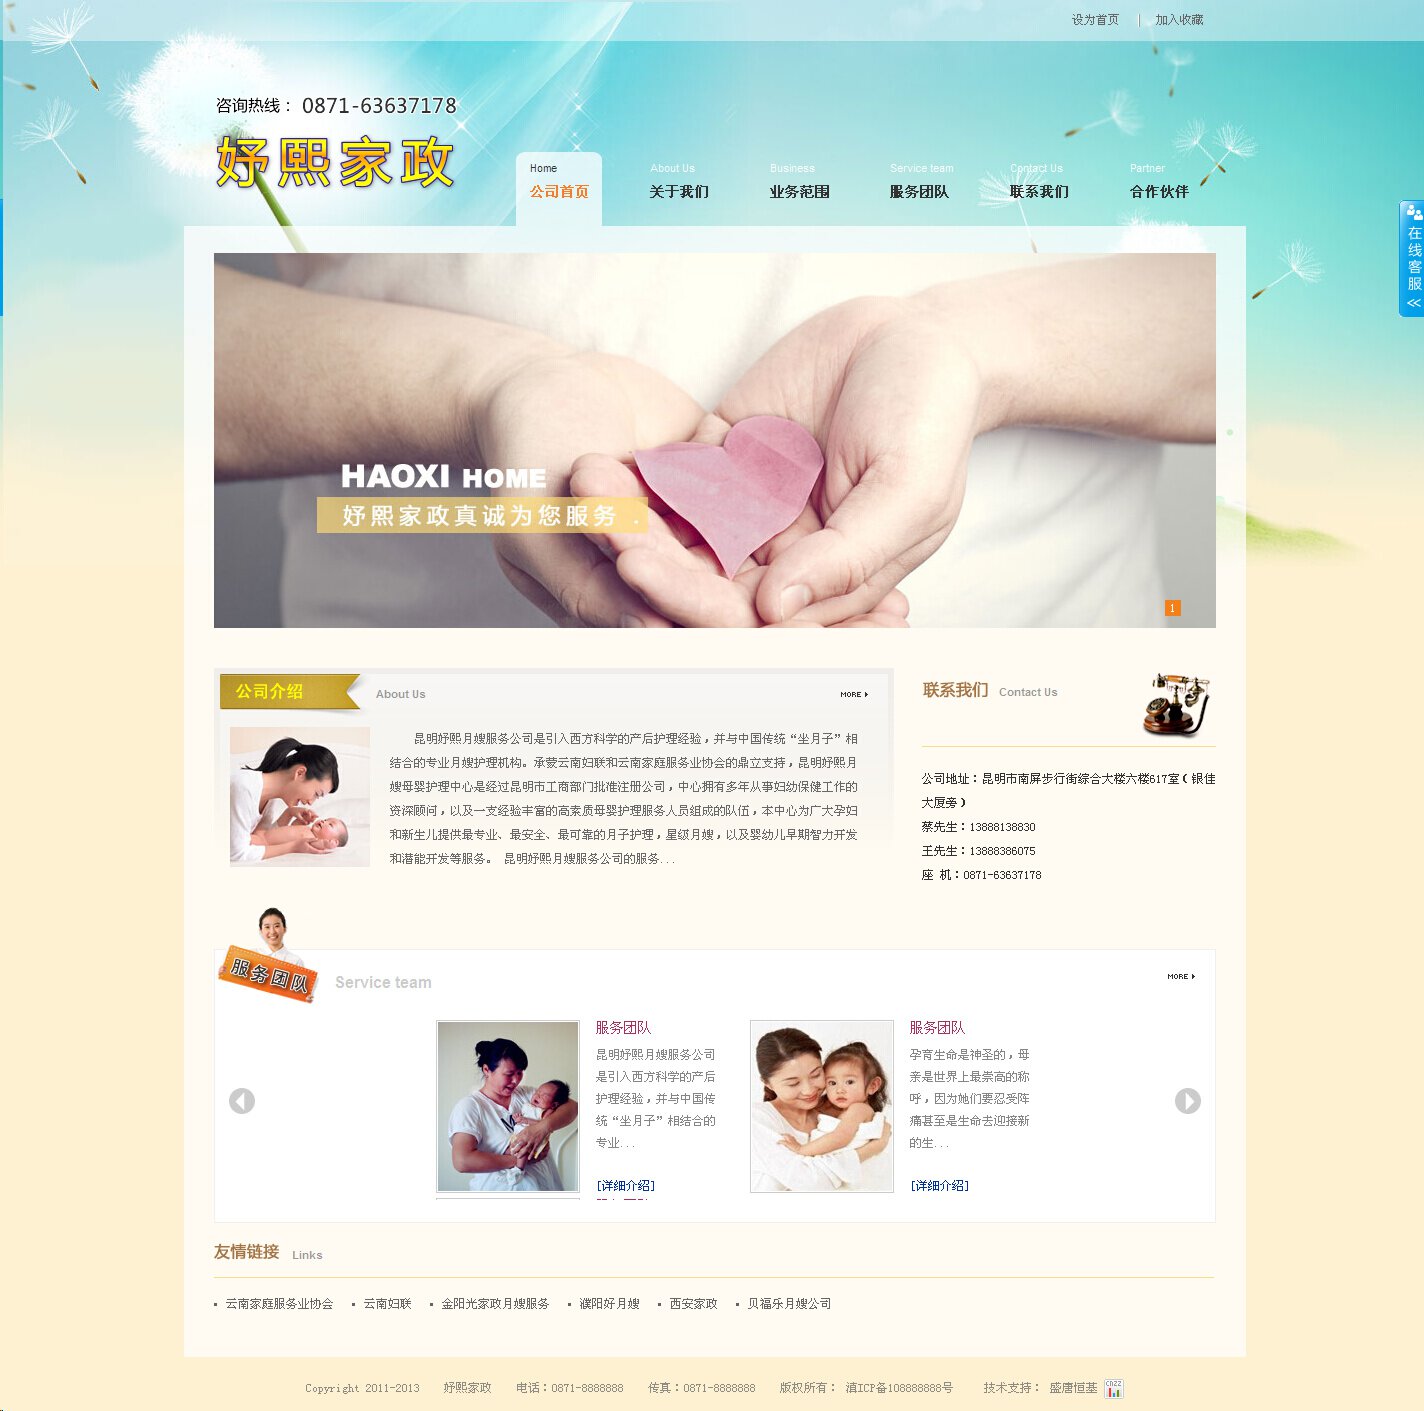 设为首页 | 加入收藏
咨询热线： 0871-63637178
妤熙家政
Home About Us Business Service team Contact Us Partner
公司首页 关于我们 业务范围 服务团队 联系我们 合作伙伴
在线客服
<<
HAOXI HOME
妤熙家政真诚为您服务 .
1
公司介绍 About Us MORE
昆明妤熙月嫂服务公司是引入西方科学的产后护理经验，并与中国传统“坐月子”相
结合的专业月嫂护理机构。承蒙云南妇联和云南家庭服务业协会的鼎立支持，昆明妤熙月
嫂母婴护理中心是经过昆明市工商部门批准注册公司，中心拥有多年从事妇幼保健工作的
资深顾问，以及一支经验丰富的高素质母婴护理服务人员组成的队伍，本中心为广大孕妇
和新生儿提供最专业、最安全、最可靠的月子护理，星级月嫂，以及婴幼儿早期智力开发
和潜能开发等服务。 昆明妤熙月嫂服务公司的服务...
联系我们 Contact Us
公司地址：昆明市南屏步行街综合大楼六楼617室（银佳
大厦旁）
蔡先生：13888138830
王先生：13888386075
座 机：0871-63637178
服务团队 Service team MORE
服务团队
昆明妤熙月嫂服务公司
是引入西方科学的产后
护理经验，并与中国传
统“坐月子”相结合的
专业...
[详细介绍]
服务团队
孕育生命是神圣的，母
亲是世界上最崇高的称
呼，因为她们要忍受阵
痛甚至是生命去迎接新
的生...
[详细介绍]
友情链接 Links
云南家庭服务业协会 云南妇联 金阳光家政月嫂服务 濮阳好月嫂 西安家政 贝福乐月嫂公司
Copyright 2011-2013 妤熙家政 电话：0871-8888888 传真：0871-8888888 版权所有： 滇ICP备108888888号 技术支持： 盛唐恒基 CNZZ